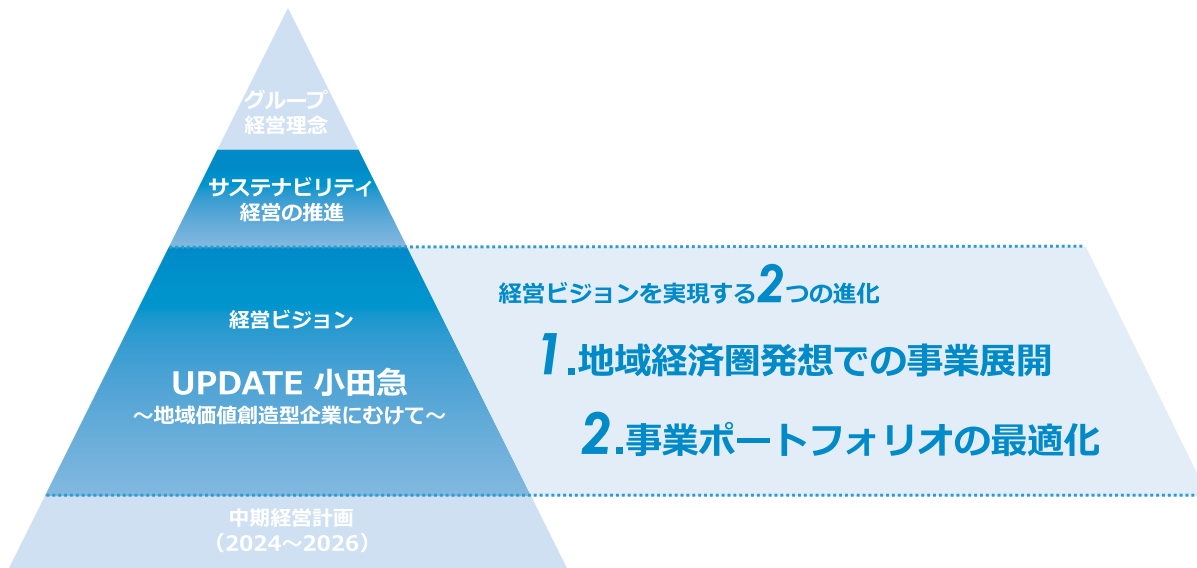 グループ
経営理念
サステナビリティ
経営の推進
経営ビジョン
UPDATE 小田急
～地域価値創造型企業にむけて～
経営ビジョンを実現する2つの進化
1.地域経済圏発想での事業展開
2.事業ポートフォリオの最適化
中期経営計画
（2024～2026）